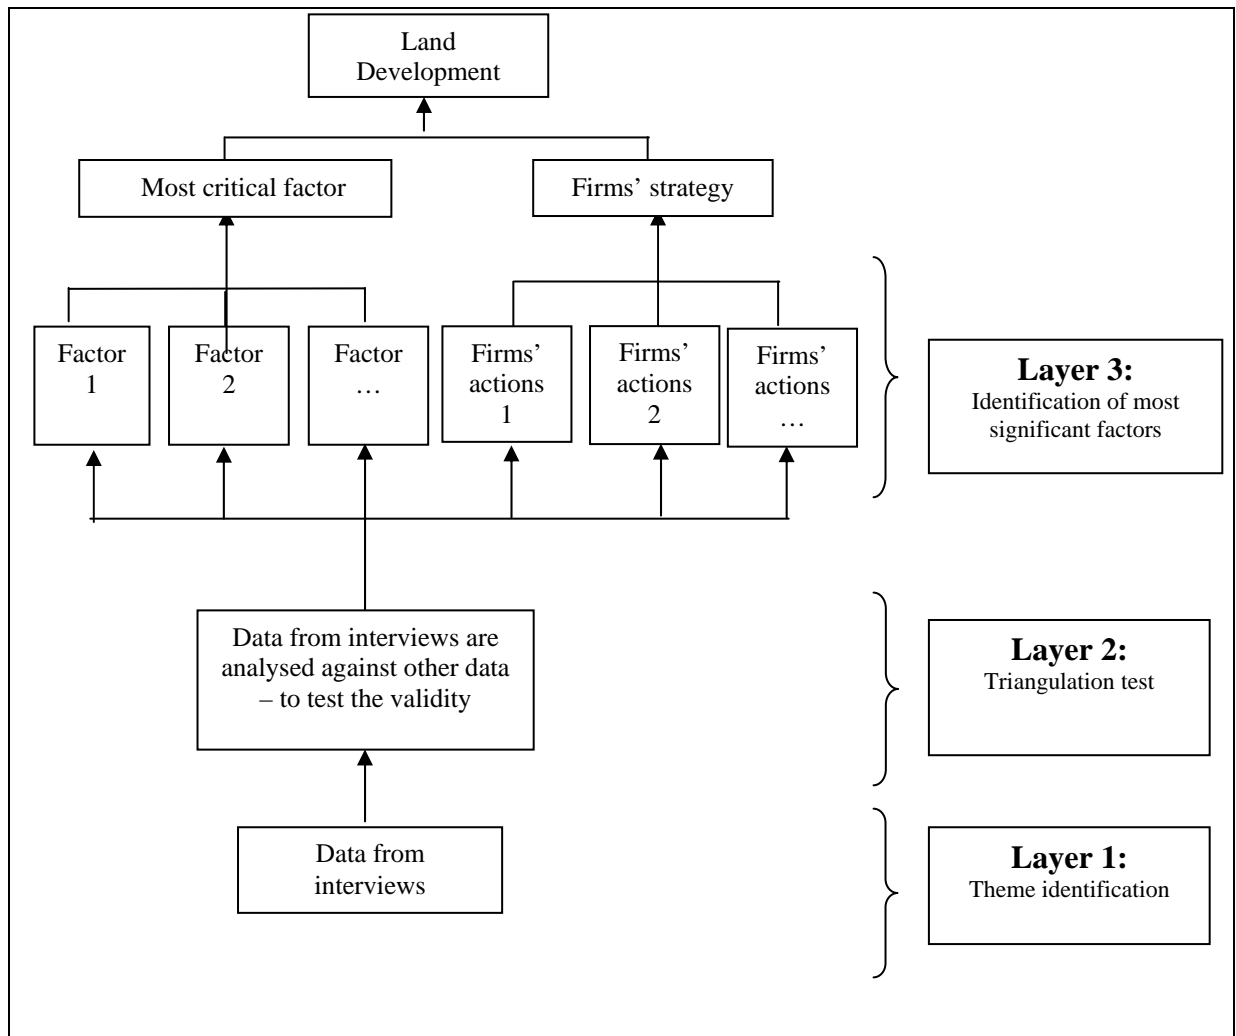 Land
Development
Most critical factor
Firms’ strategy
Factor
1
Factor
2
Factor
…
Firms’
actions
1
Firms’
actions
2
Firms’
actions
…
Layer 3:
Identification of most
significant factors
Data from interviews are
analysed against other data
– to test the validity
Layer 2:
Triangulation test
Data from
interviews
Layer 1:
Theme identification